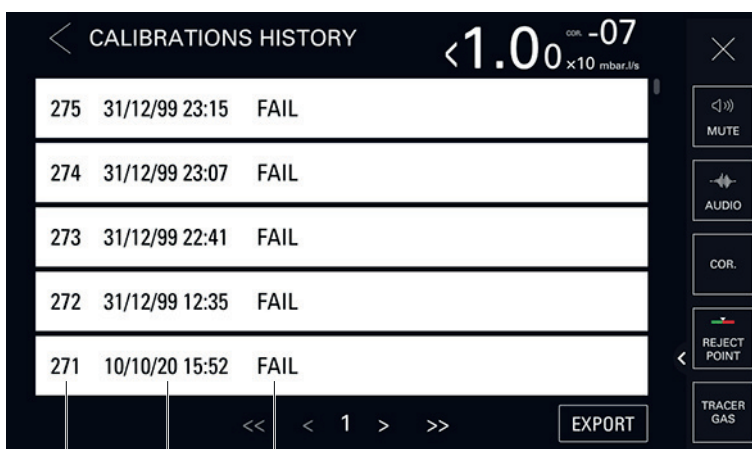 < CALIBRATIONS HISTORY
<1.00 COR. -07
×10 mbar.l/s
MUTE
275 31/12/99 23:15 FAIL
274 31/12/99 23:07 FAIL
AUDIO
273 31/12/99 22:41 FAIL
COR.
272 31/12/99 12:35 FAIL
271 10/10/20 15:52 FAIL
REJECT
POINT
<
<< < 1 > >>
EXPORT
TRACER
GAS